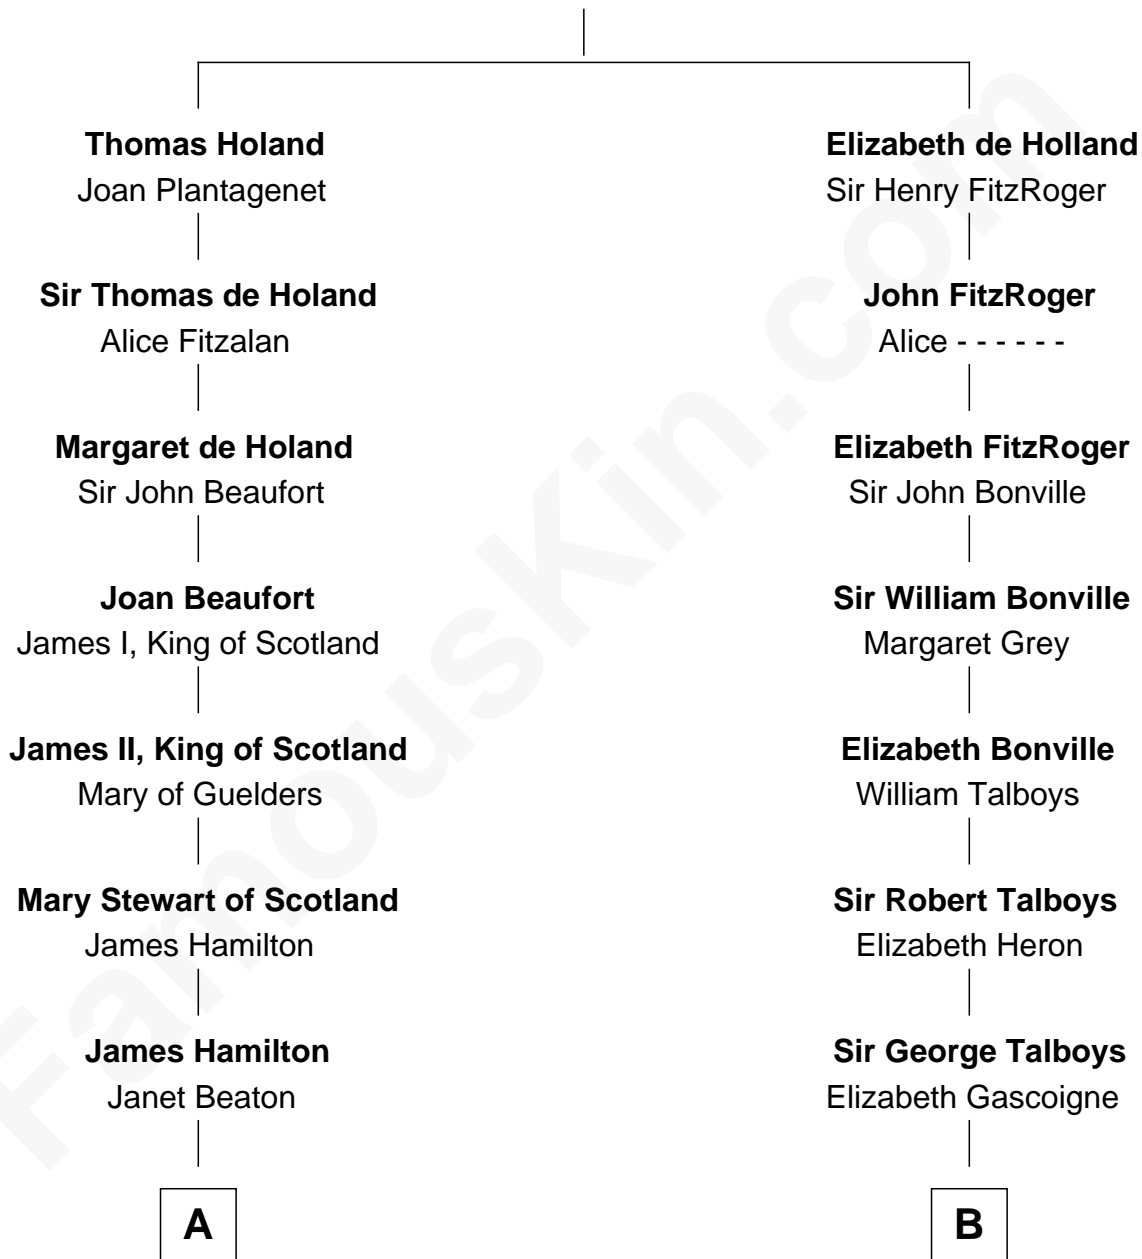 Thomas Holand
Joan Plantagenet
Sir Thomas de Holand
Alice Fitzalan
Margaret de Holand
Sir John Beaufort
Joan Beaufort
James I, King of Scotland
James II, King of Scotland
Mary of Guelders
Mary Stewart of Scotland
James Hamilton
James Hamilton
Janet Beaton
A
Elizabeth de Holland
Sir Henry FitzRoger
John FitzRoger
Alice - - - - - -
Elizabeth FitzRoger
Sir John Bonville
Sir William Bonville
Margaret Grey
Elizabeth Bonville
William Talboys
Sir Robert Talboys
Elizabeth Heron
Sir George Talboys
Elizabeth Gascoigne
B
FamousKin.com